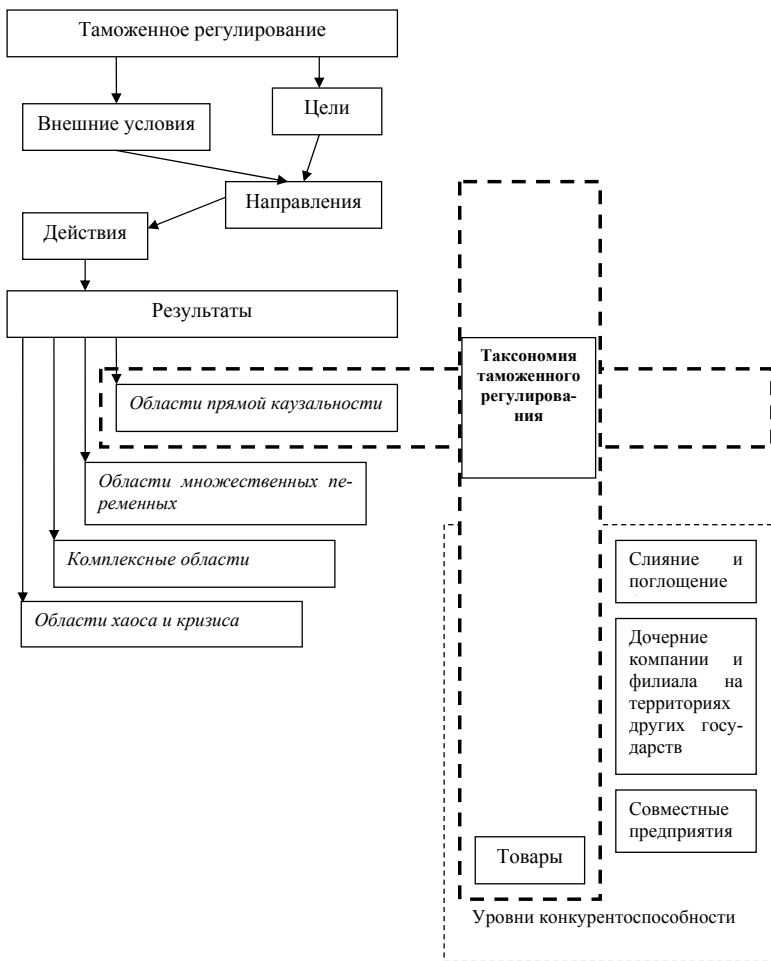 Таможенное регулирование
Цели
Внешние условия
Направления
Действия
Результаты
Таксономия
таможенного
регулирова-
ния
Области прямой каузальности
Области множественных пе-
ременных
Комплексные области
Области хаоса и кризиса
Слияние и
поглощение
Дочерние
компании и
филиала на
территориях
других госу-
дарств
Совместные
предприятия
Товары
Уровни конкурентоспособности